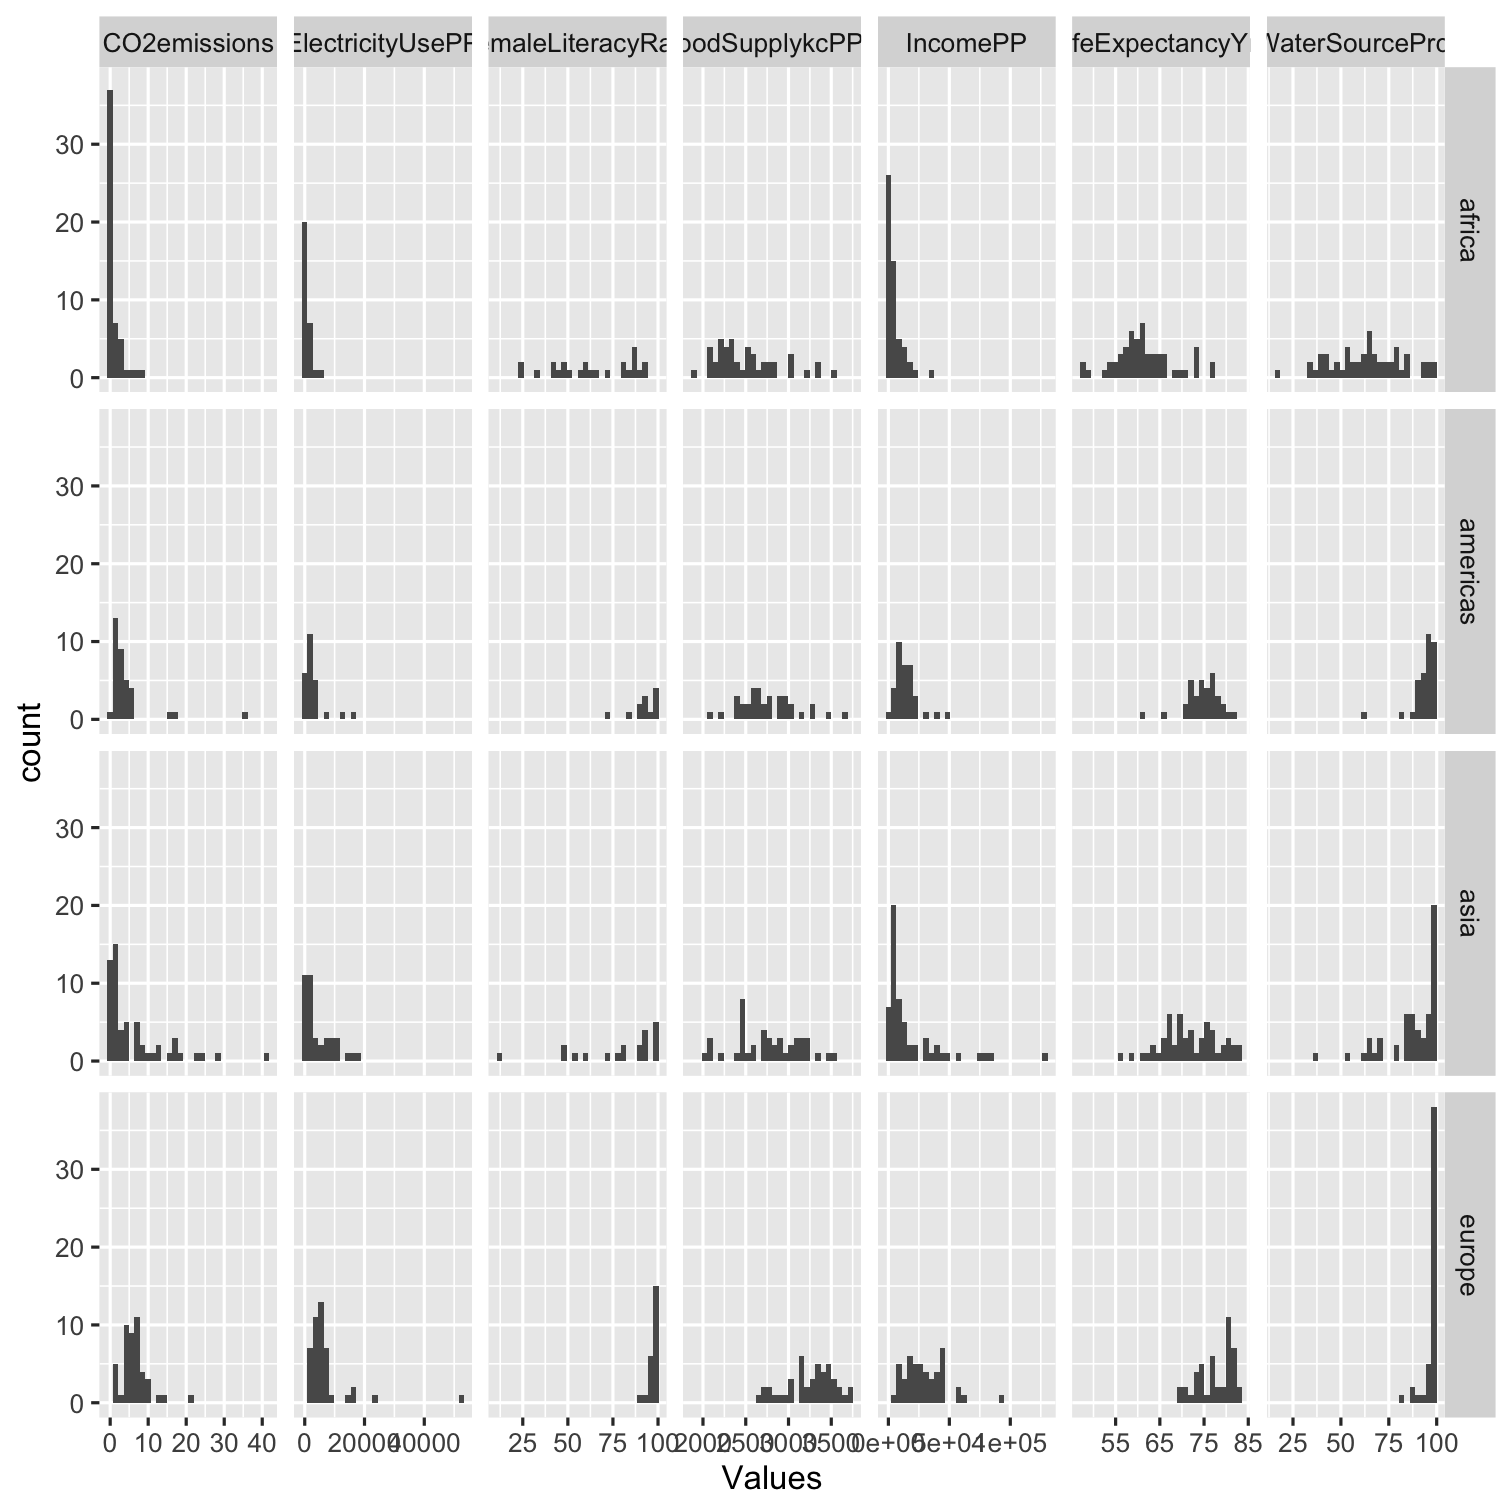 CO2emissions ElectricityUsePP emaleLiteracyRa oodSupplykcPP IncomePP feExpectancyY WaterSourcePro
30
20
10
0
africa
30
20
10
0
americas
count
30
20
10
0
asia
30
20
10
0
europe
0 10 20 30 40 0 20000 40000 25 50 75 100 2000 2500 3000 3500 0e+00 5e+04 1e+05 55 65 75 85 25 50 75 100
Values